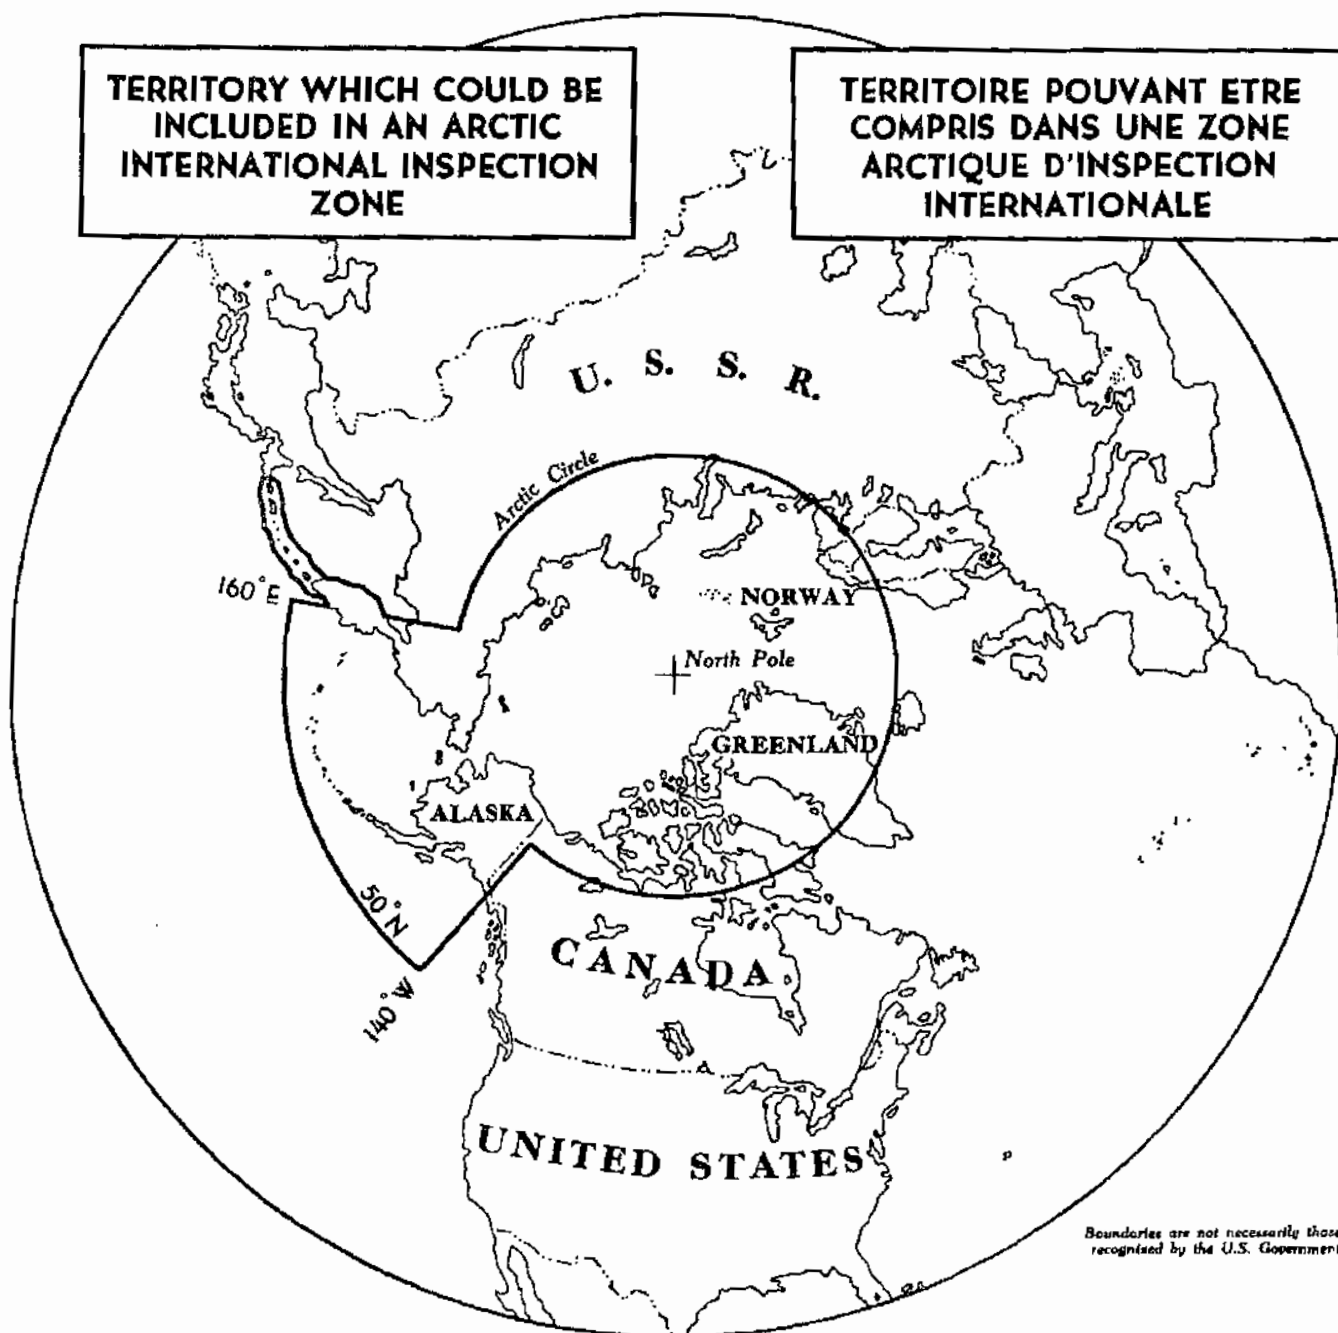 TERRITORY WHICH COULD BE
INCLUDED IN AN ARCTIC
INTERNATIONAL INSPECTION
ZONE
TERRITOIRE POUVANT ETRE
COMPRIS DANS UNE ZONE
ARCTIQUE D'INSPECTION
INTERNATIONALE
U. S. S. R.
Arctic Circle
160°E
NORWAY
North Pole
GREENLAND
ALASKA
50°N
140°W
CANADA
UNITED STATES
Boundaries are not necessarily those
recognized by the U.S. Government